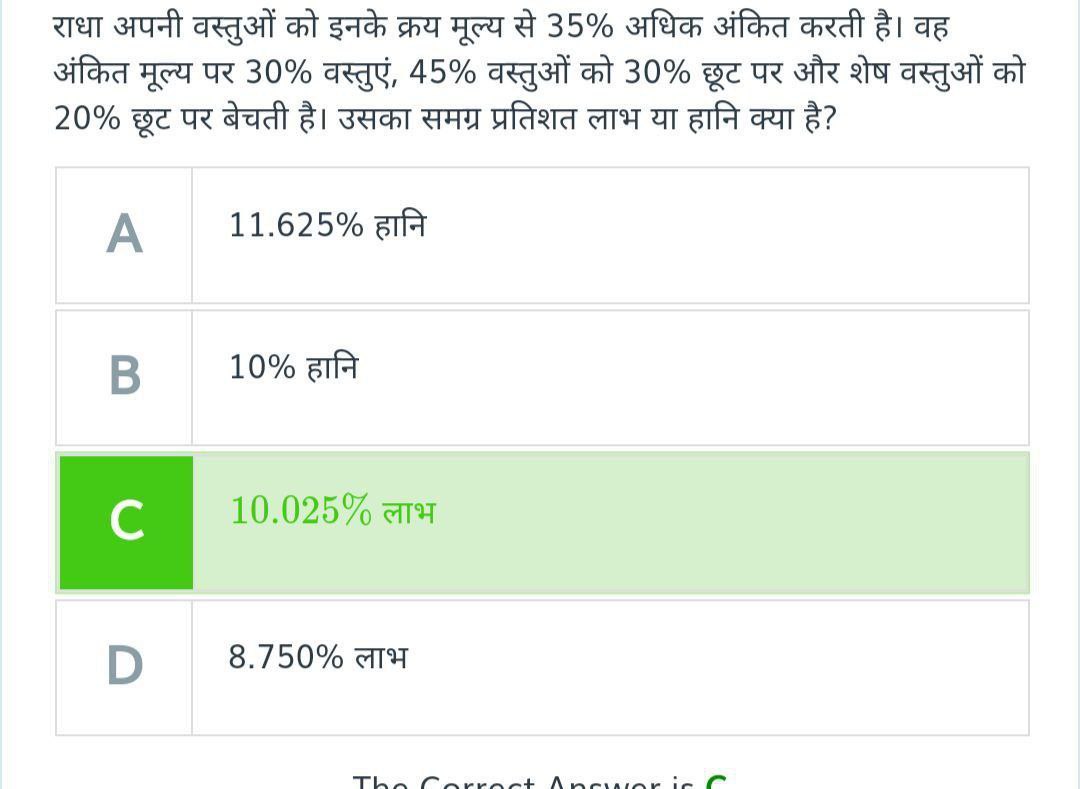 राधा अपनी वस्तुओं को इनके क्रय मूल्य से 35% अधिक अंकित करती है। वह
अंकित मूल्य पर 30% वस्तुएं, 45% वस्तुओं को 30% छूट पर और शेष वस्तुओं को
20% छूट पर बेचती है। उसका समग्र प्रतिशत लाभ या हानि क्या है?
A 11.625% हानि
B 10% हानि
C 10.025% लाभ
D 8.750% लाभ
The Correct Answer is C